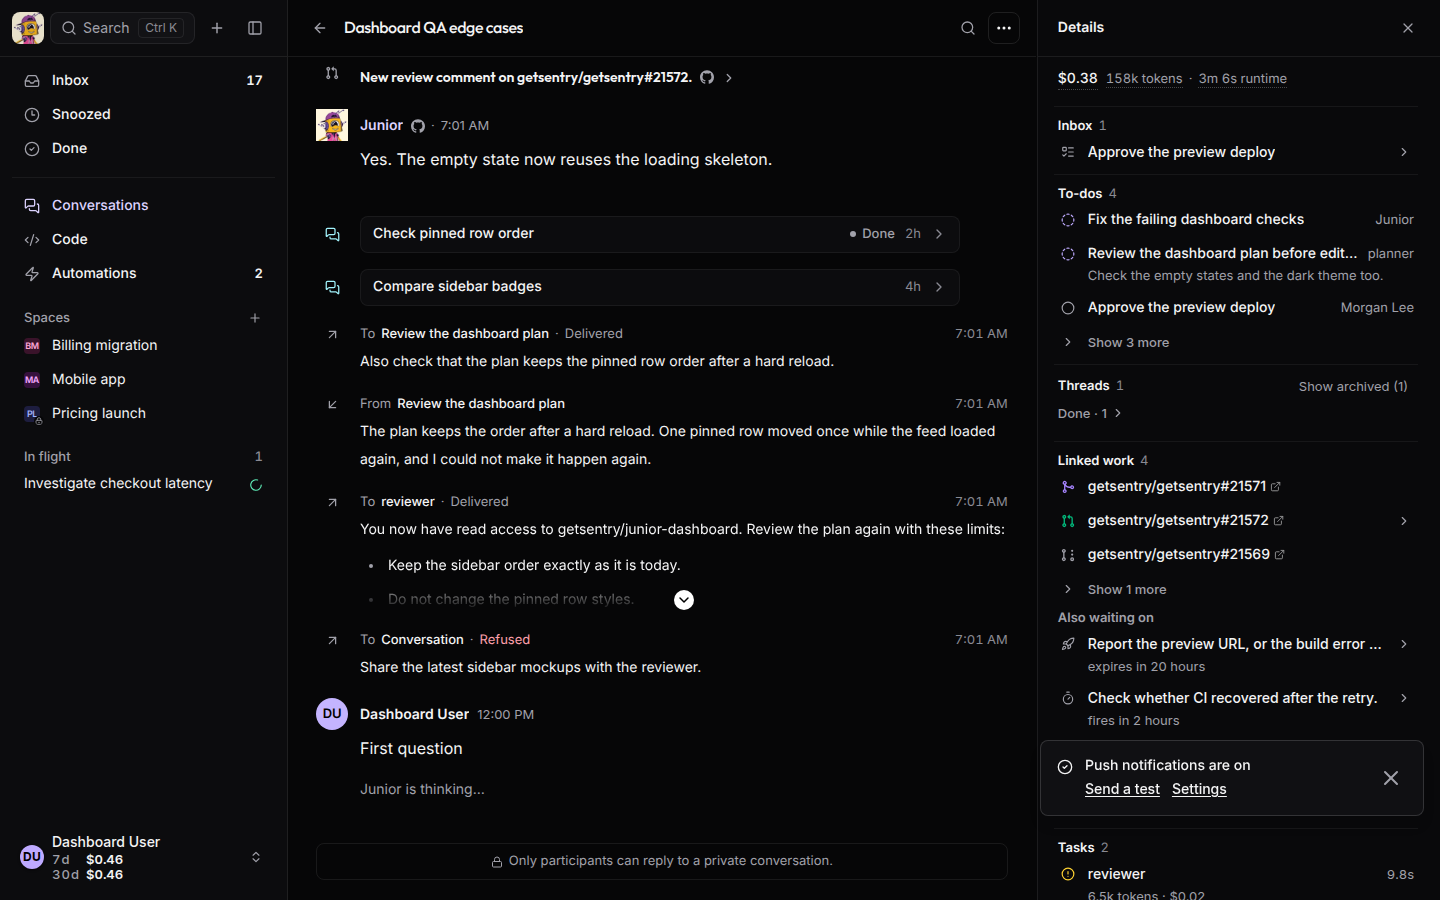 Search Ctrl K
Inbox 17
Snoozed
Done
Conversations
Code
Automations 2
Spaces
BM Billing migration
MA Mobile app
PL Pricing launch
In flight 1
Investigate checkout latency
DU Dashboard User
7d $0.46
30d $0.46
Dashboard QA edge cases
New review comment on getsentry/getsentry#21572.
Junior · 7:01 AM
Yes. The empty state now reuses the loading skeleton.
Check pinned row order Done 2h
Compare sidebar badges 4h
To Review the dashboard plan · Delivered 7:01 AM
Also check that the plan keeps the pinned row order after a hard reload.
From Review the dashboard plan 7:01 AM
The plan keeps the order after a hard reload. One pinned row moved once while the feed loaded
again, and I could not make it happen again.
To reviewer · Delivered 7:01 AM
You now have read access to getsentry/junior-dashboard. Review the plan again with these limits:
• Keep the sidebar order exactly as it is today.
• Do not change the pinned row styles.
To Conversation · Refused 7:01 AM
Share the latest sidebar mockups with the reviewer.
DU Dashboard User 12:00 PM
First question
Junior is thinking...
Only participants can reply to a private conversation.
Details
$0.38 158k tokens · 3m 6s runtime
Inbox 1
Approve the preview deploy
To-dos 4
Fix the failing dashboard checks Junior
Review the dashboard plan before edit... planner
Check the empty states and the dark theme too.
Approve the preview deploy Morgan Lee
Show 3 more
Threads 1 Show archived (1)
Done · 1
Linked work 4
getsentry/getsentry#21571
getsentry/getsentry#21572
getsentry/getsentry#21569
Show 1 more
Also waiting on
Report the preview URL, or the build error ...
expires in 20 hours
Check whether CI recovered after the retry.
fires in 2 hours
Push notifications are on
Send a test Settings
Tasks 2
reviewer 9.8s
6.5k tokens · $0.02